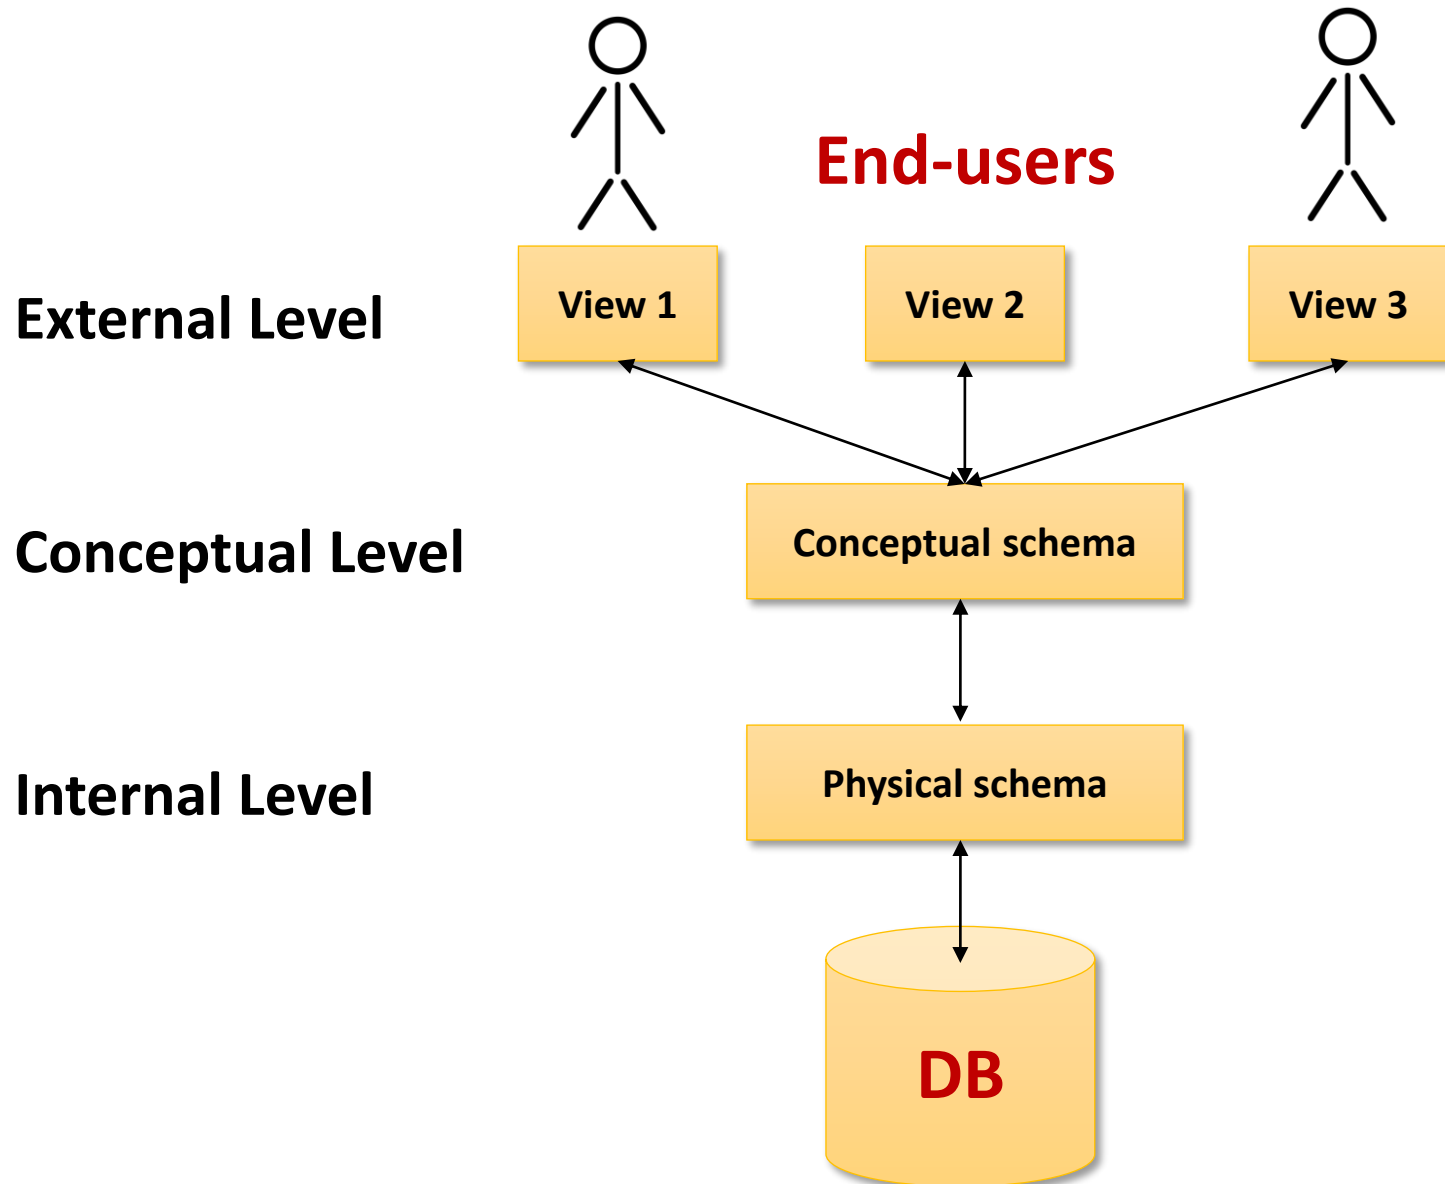 End-users
External Level
View 1
View 2
View 3
Conceptual Level
Conceptual schema
Internal Level
Physical schema
DB